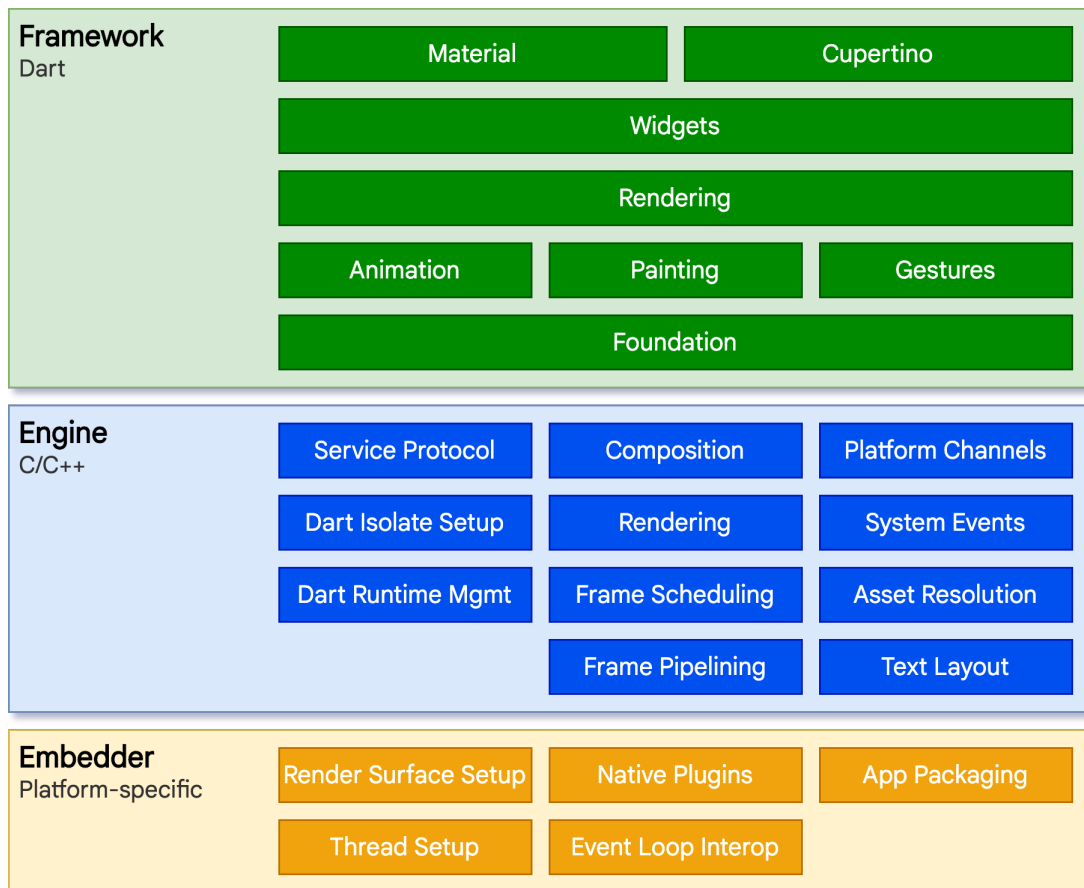 Framework
Dart
Material
Cupertino
Widgets
Rendering
Animation
Painting
Gestures
Foundation
Engine
C/C++
Service Protocol
Composition
Platform Channels
Dart Isolate Setup
Rendering
System Events
Dart Runtime Mgmt
Frame Scheduling
Asset Resolution
Frame Pipelining
Text Layout
Embedder
Platform-specific
Render Surface Setup
Native Plugins
App Packaging
Thread Setup
Event Loop Interop